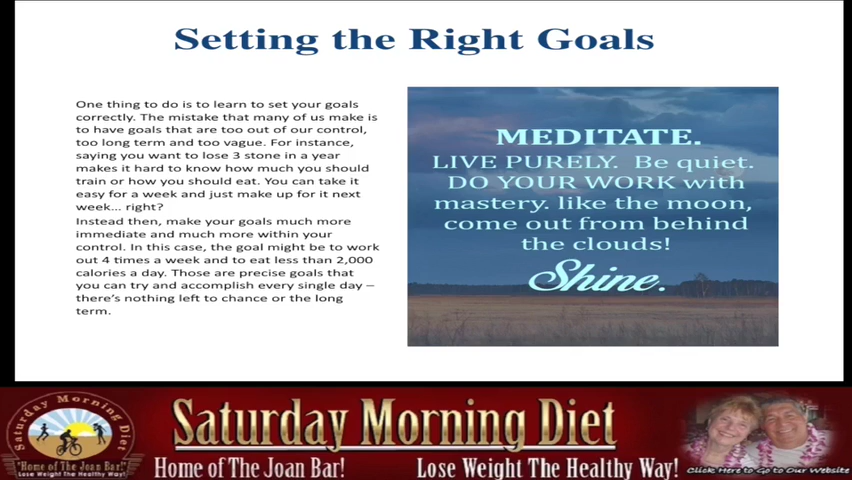 Setting the Right Goals
One thing to do is to learn to set your goals
correctly. The mistake that many of us make is
to have goals that are too out of our control,
too long term and too vague. For instance,
saying you want to lose 3 stone in a year
makes it hard to know how much you should
train or how you should eat. You can take it
easy for a week and just make up for it next
week... right?
Instead then, make your goals much more
immediate and much more within your
control. In this case, the goal might be to work
out 4 times a week and to eat less than 2,000
calories a day. Those are precise goals that
you can try and accomplish every single day –
there's nothing left to chance or the long
term.
MEDITATE.
LIVE PURELY. Be quiet.
DO YOUR WORK with
mastery. like the moon,
come out from behind
the clouds!
Shine.
Saturday Morning Diet
"Home of The Joan Bar!"
Lose Weight The Healthy Way!
Saturday Morning Diet
Home of The Joan Bar! Lose Weight The Healthy Way!
Click Here to Go to Our Website